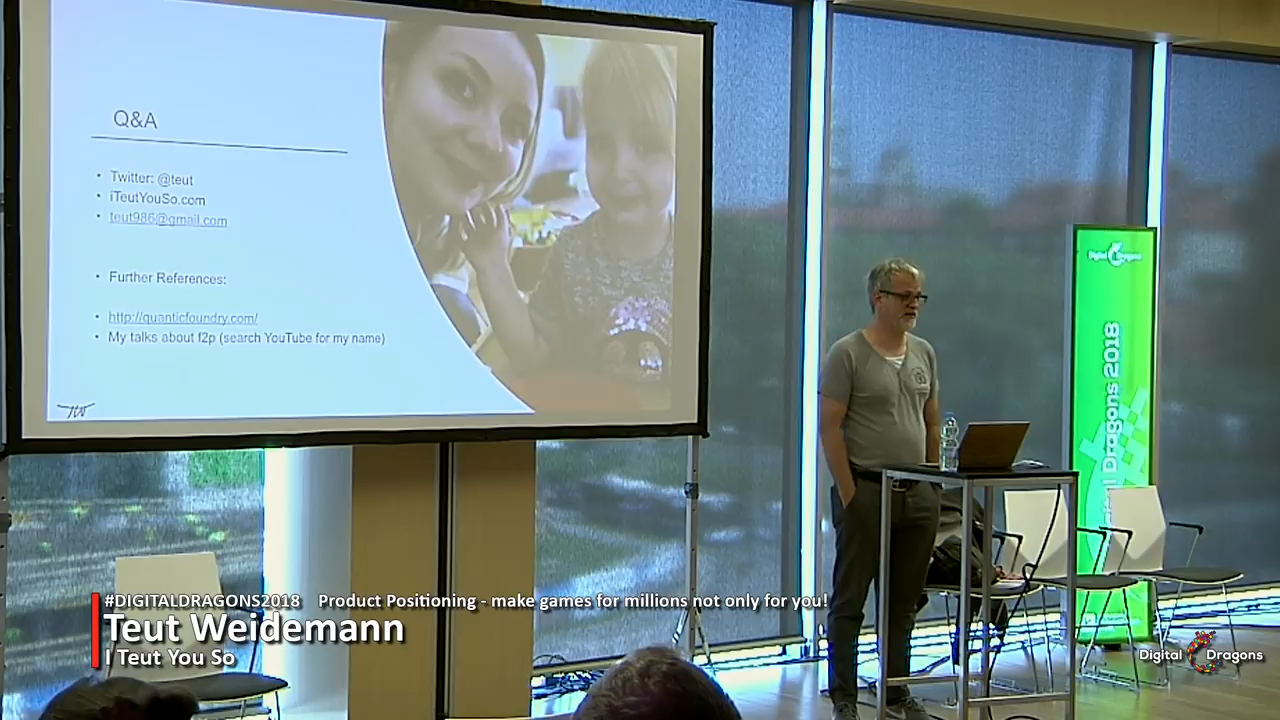 Q&A
• Twitter: @teut
• iTeutYouSo.com
• teut986@gmail.com
• Further References:
• http://quanticfoundry.com/
• My talks about f2p (search YouTube for my name)
Digital Dragons
Digital Dragons 2018
#DIGITALDRAGONS2018 Product Positioning - make games for millions not only for you!
Teut Weidemann
I Teut You So
Digital Dragons